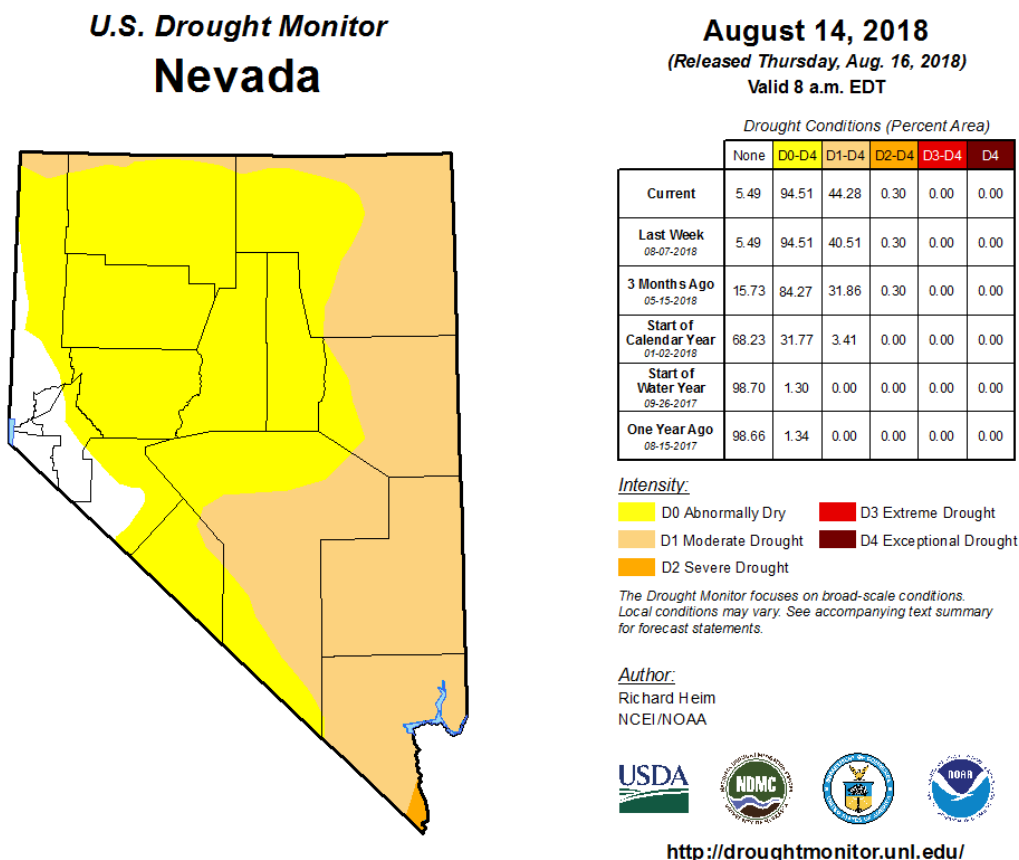 U.S. Drought Monitor
Nevada
August 14, 2018
(Released Thursday, Aug. 16, 2018)
Valid 8 a.m. EDT
Drought Conditions (Percent Area)
None D0-D4 D1-D4 D2-D4 D3-D4 D4
Current 5.49 94.51 44.28 0.30 0.00 0.00
Last Week
08-07-2018 5.49 94.51 40.51 0.30 0.00 0.00
3 Months Ago
05-15-2018 15.73 84.27 31.86 0.30 0.00 0.00
Start of
Calendar Year
01-02-2018 68.23 31.77 3.41 0.00 0.00 0.00
Start of
Water Year
09-26-2017 98.70 1.30 0.00 0.00 0.00 0.00
One Year Ago
08-15-2017 98.66 1.34 0.00 0.00 0.00 0.00
Intensity:
D0 Abnormally Dry D3 Extreme Drought
D1 Moderate Drought D4 Exceptional Drought
D2 Severe Drought
The Drought Monitor focuses on broad-scale conditions.
Local conditions may vary. See accompanying text summary
for forecast statements.
Author:
Richard Heim
NCEI/NOAA
USDA
NDMC
NOAA
http://droughtmonitor.unl.edu/